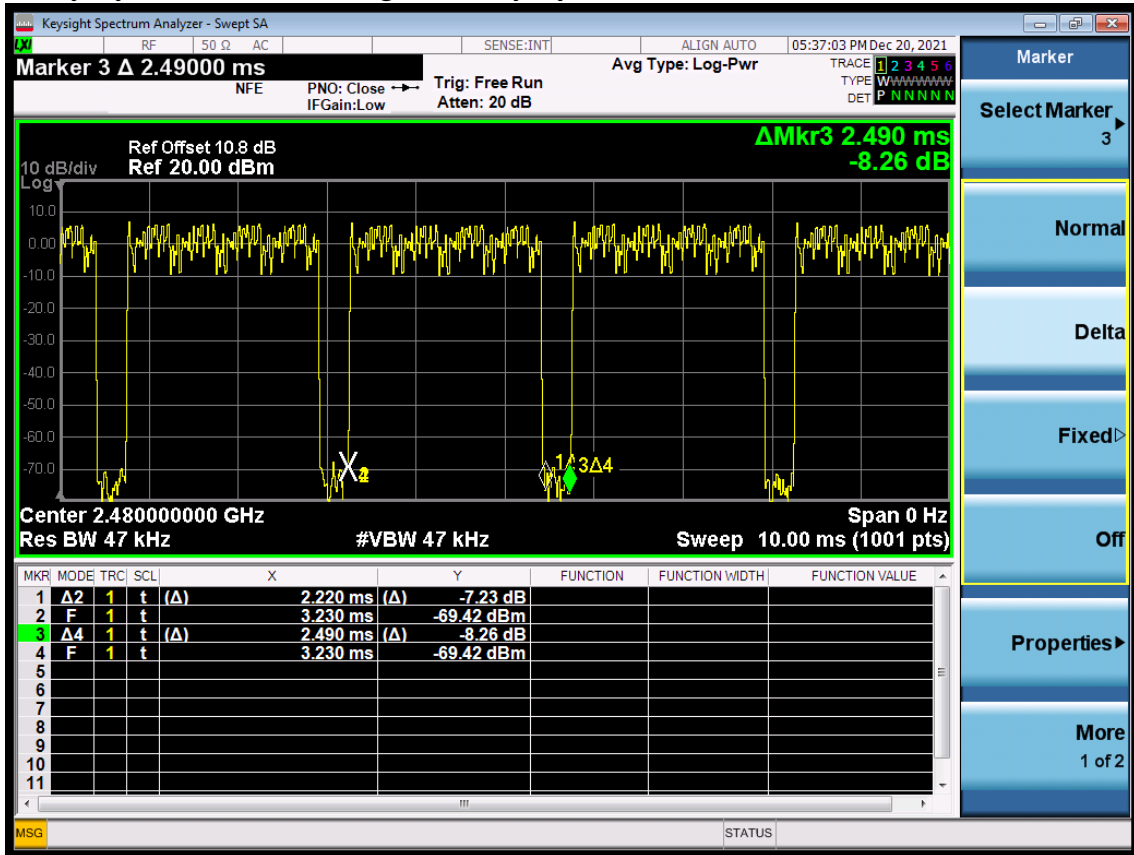 Keysight Spectrum Analyzer - Swept SA
LXI RF 50 Ω AC SENSE:INT ALIGN AUTO 05:37:03 PM Dec 20, 2021
Marker 3 Δ 2.49000 ms
NFE
PNO: Close
IFGain:Low
Trig: Free Run
Atten: 20 dB
Avg Type: Log-Pwr
TRACE 1 2 3 4 5 6
TYPE WWWWWWW
DET P N N N N N
ΔMkr3 2.490 ms
-8.26 dB
Ref Offset 10.8 dB
10 dB/div Ref 20.00 dBm
Log
10.0
0.00
-10.0
-20.0
-30.0
-40.0
-50.0
-60.0
-70.0
X2
3Δ4
Center 2.480000000 GHz Span 0 Hz
Res BW 47 kHz #VBW 47 kHz Sweep 10.00 ms (1001 pts)
MKR MODE TRC SCL X Y FUNCTION FUNCTION WIDTH FUNCTION VALUE
1 Δ2 1 t (Δ) 2.220 ms (Δ) -7.23 dB
2 F 1 t 3.230 ms -69.42 dBm
3 Δ4 1 t (Δ) 2.490 ms (Δ) -8.26 dB
4 F 1 t 3.230 ms -69.42 dBm
5
6
7
8
9
10
11
MSG STATUS
Marker
Select Marker
3
Normal
Delta
Fixed
Off
Properties
More
1 of 2